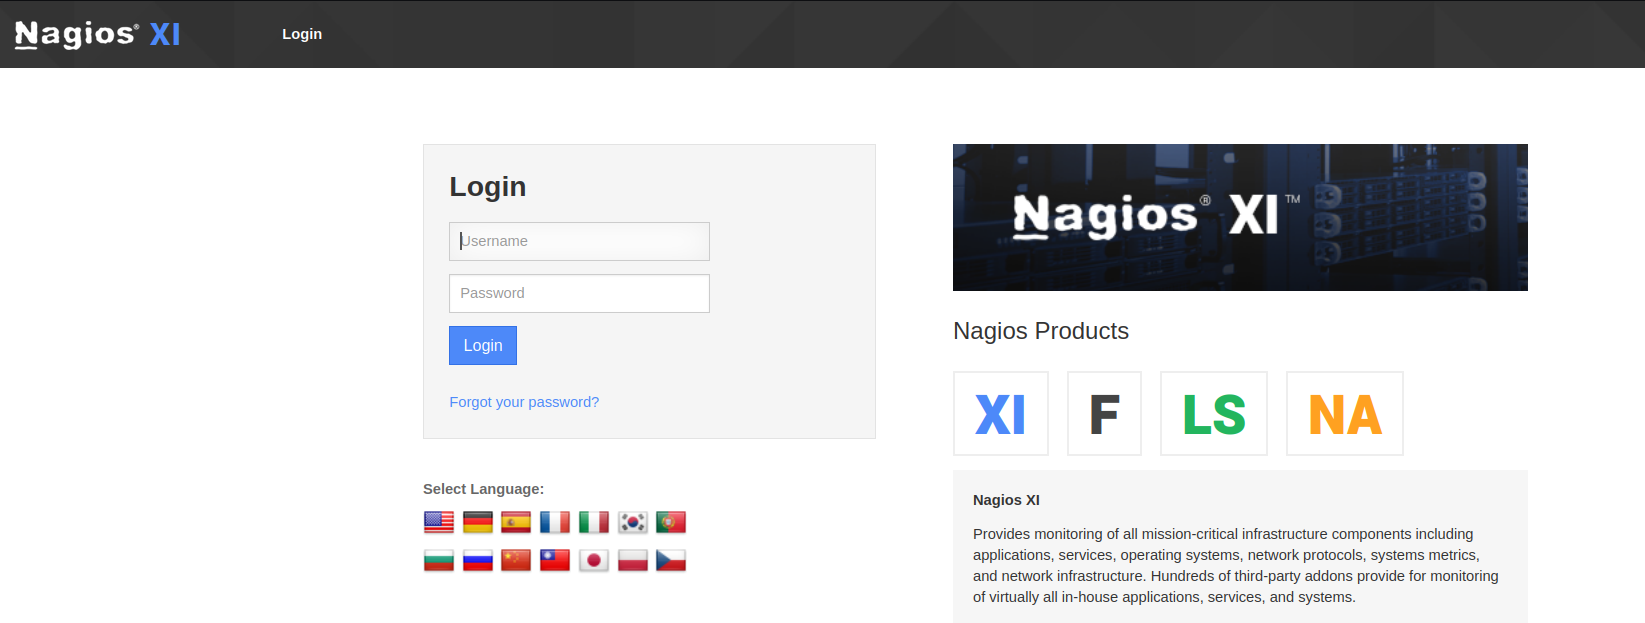 Nagios® XI
Login
Login
Username
Password
Login
Forgot your password?
Select Language:
Nagios® XI™
Nagios Products
XI F LS NA
Nagios XI
Provides monitoring of all mission-critical infrastructure components including
applications, services, operating systems, network protocols, systems metrics,
and network infrastructure. Hundreds of third-party addons provide for monitoring
of virtually all in-house applications, services, and systems.